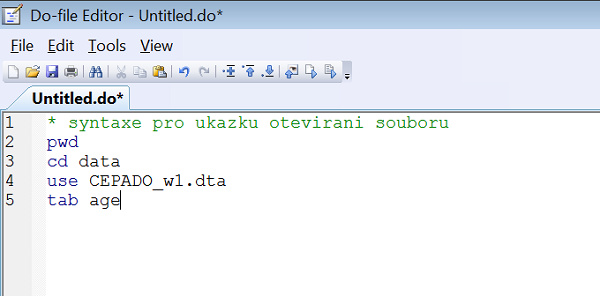 Do-file Editor - Untitled.do*
File Edit Tools View
Untitled.do*
1 * syntaxe pro ukazku otevirani souboru
2 pwd
3 cd data
4 use CEPADO_w1.dta
5 tab age